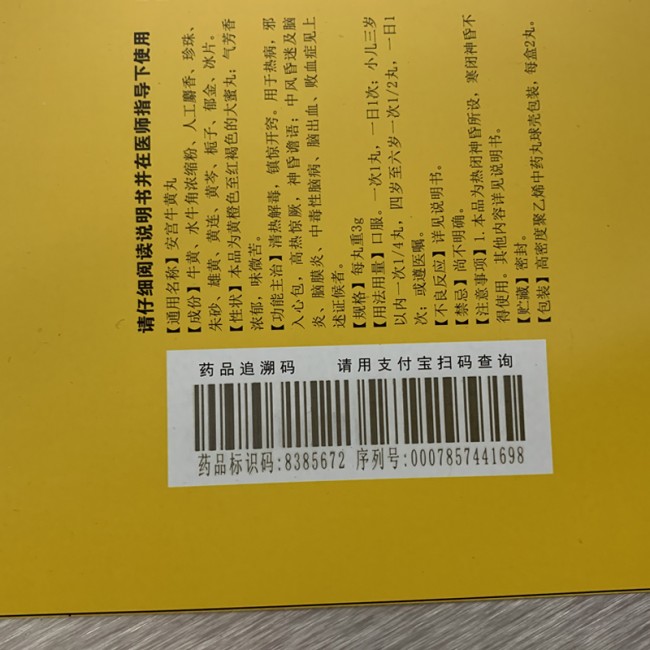 请仔细阅读说明书并在医师指导下使用
【通用名称】安宫牛黄丸
【成份】牛黄、水牛角浓缩粉、人工麝香、珍珠、
朱砂、雄黄、黄连、黄芩、栀子、郁金、冰片。
【性状】本品为黄橙色至红褐色的大蜜丸；气芳香
浓郁，味微苦。
【功能主治】清热解毒，镇惊开窍。用于热病，邪
入心包，高热惊厥，神昏谵语；中风昏迷及脑
炎、脑膜炎、中毒性脑病、脑出血、败血症见上
述证候者。
【规格】每丸重3g
【用法用量】口服。一次1丸，一日1次；小儿三岁
以内一次1/4丸，四岁至六岁一次1/2丸，一日1
次；或遵医嘱。
【不良反应】详见说明书。
【禁忌】尚不明确。
【注意事项】1.本品为热闭神昏所设，寒闭神昏不
得使用。其他内容详见说明书。
【贮藏】密封。
【包装】高密度聚乙烯中药丸球壳包装，每盒2丸。
药品追溯码 请用支付宝扫码查询
药品标识码:8385672 序列号:0007857441698